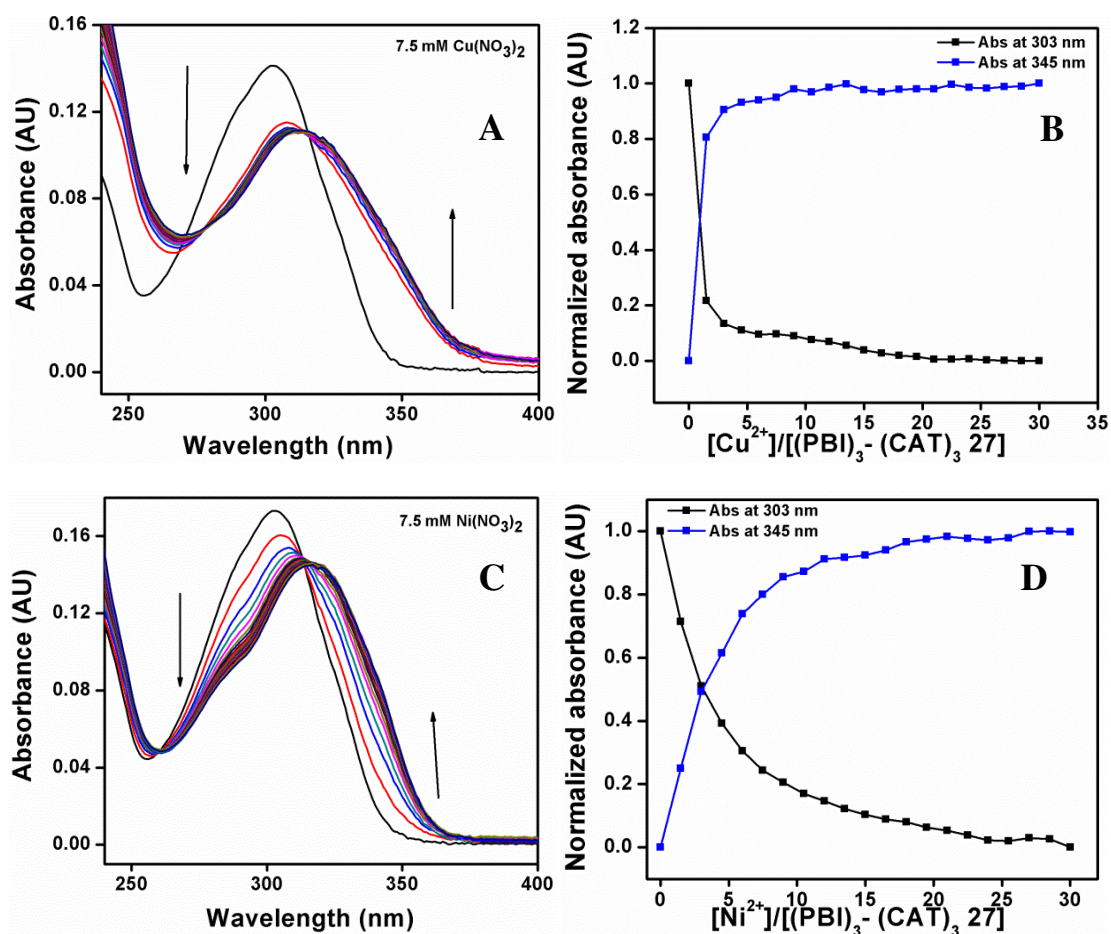 7.5 mM Cu(NO₃)₂
A
Absorbance (AU)
0.16
0.12
0.08
0.04
0.00
250 300 350 400
Wavelength (nm)
Abs at 303 nm
Abs at 345 nm
B
Normalized absorbance (AU)
1.2
1.0
0.8
0.6
0.4
0.2
0.0
0 5 10 15 20 25 30 35
[Cu²⁺]/[(PBI)₃- (CAT)₃ 27]
7.5 mM Ni(NO₃)₂
C
Absorbance (AU)
0.16
0.12
0.08
0.04
0.00
250 300 350 400
Wavelength (nm)
Abs at 303 nm
Abs at 345 nm
D
Normalized absorbance (AU)
1.0
0.8
0.6
0.4
0.2
0.0
0 5 10 15 20 25 30
[Ni²⁺]/[(PBI)₃- (CAT)₃ 27]